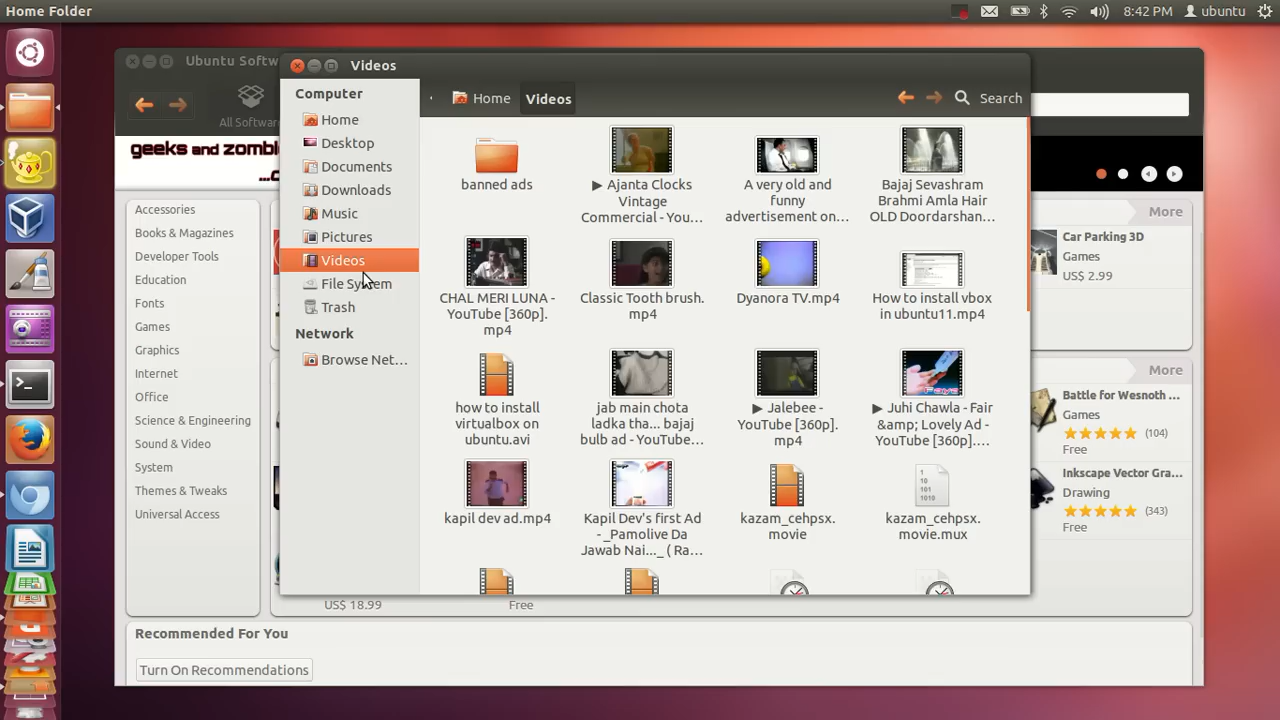 Home Folder
8:42 PM
ubuntu
Ubuntu Softw
Videos
All Softwar
Computer
Home
Desktop
Documents
Downloads
Music
Pictures
Videos
File System
Trash
Network
Browse Net...
Home
Videos
Search
banned ads
▶ Ajanta Clocks
Vintage
Commercial - You...
A very old and
funny
advertisement on...
Bajaj Sevashram
Brahmi Amla Hair
OLD Doordarshan...
CHAL MERI LUNA -
YouTube [360p].
mp4
Classic Tooth brush.
mp4
Dyanora TV.mp4
How to install vbox
in ubuntu11.mp4
how to install
virtualbox on
ubuntu.avi
jab main chota
ladka tha... bajaj
bulb ad - YouTube...
▶ Jalebee -
YouTube [360p].
mp4
▶ Juhi Chawla - Fair
&amp; Lovely Ad -
YouTube [360p]....
kapil dev ad.mp4
Kapil Dev's first Ad
- _Pamolive Da
Jawab Nai..._ ( Ra...
kazam_cehpsx.
movie
1
10
101
1010
kazam_cehpsx.
movie.mux
geeks and zombie
...c
Accessories
Books & Magazines
Developer Tools
Education
Fonts
Games
Graphics
Internet
Office
Science & Engineering
Sound & Video
System
Themes & Tweaks
Universal Access
More
Car Parking 3D
Games
US$ 2.99
More
Battle for Wesnoth ...
Games
(104)
Free
Inkscape Vector Gra...
Drawing
(343)
Free
US$ 18.99
Free
Recommended For You
Turn On Recommendations